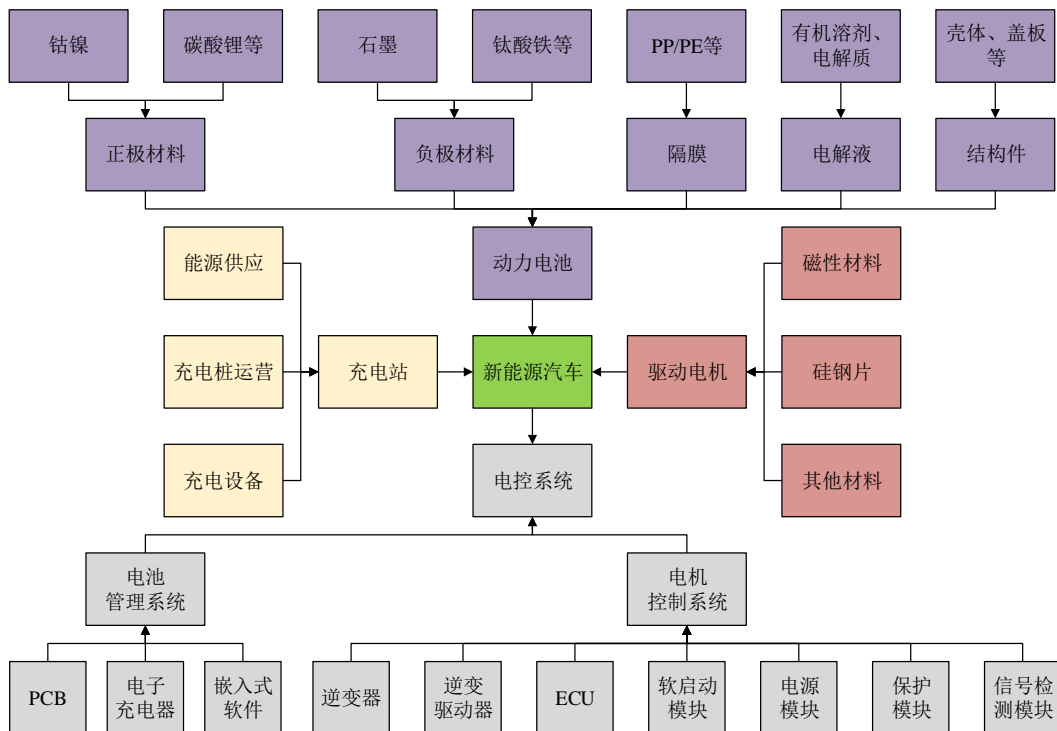 钴镍
碳酸锂等
石墨
钛酸铁等
PP/PE等
有机溶剂、
电解质
壳体、盖板
等
正极材料
负极材料
隔膜
电解液
结构件
能源供应
动力电池
磁性材料
充电桩运营
充电站
新能源汽车
驱动电机
硅钢片
充电设备
电控系统
其他材料
电池
管理系统
电机
控制系统
PCB
电子
充电器
嵌入式
软件
逆变器
逆变
驱动器
ECU
软启动
模块
电源
模块
保护
模块
信号检
测模块